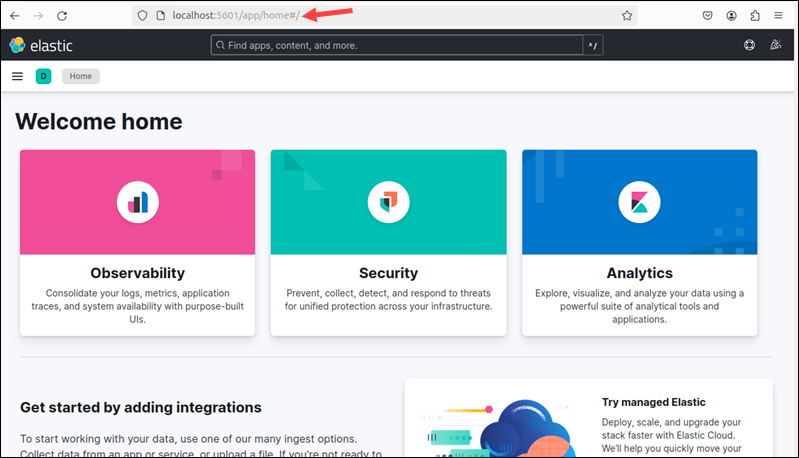 localhost:5601/app/home#/
elastic
Find apps, content, and more.
^/
D
Home
Welcome home
Observability
Consolidate your logs, metrics, application
traces, and system availability with purpose-built
UIs.
Security
Prevent, collect, detect, and respond to threats
for unified protection across your infrastructure.
Analytics
Explore, visualize, and analyze your data using a
powerful suite of analytical tools and
applications.
Get started by adding integrations
To start working with your data, use one of our many ingest options.
Collect data from an app or service, or upload a file. If you're not ready to
Try managed Elastic
Deploy, scale, and upgrade your
stack faster with Elastic Cloud.
We'll help you quickly move your